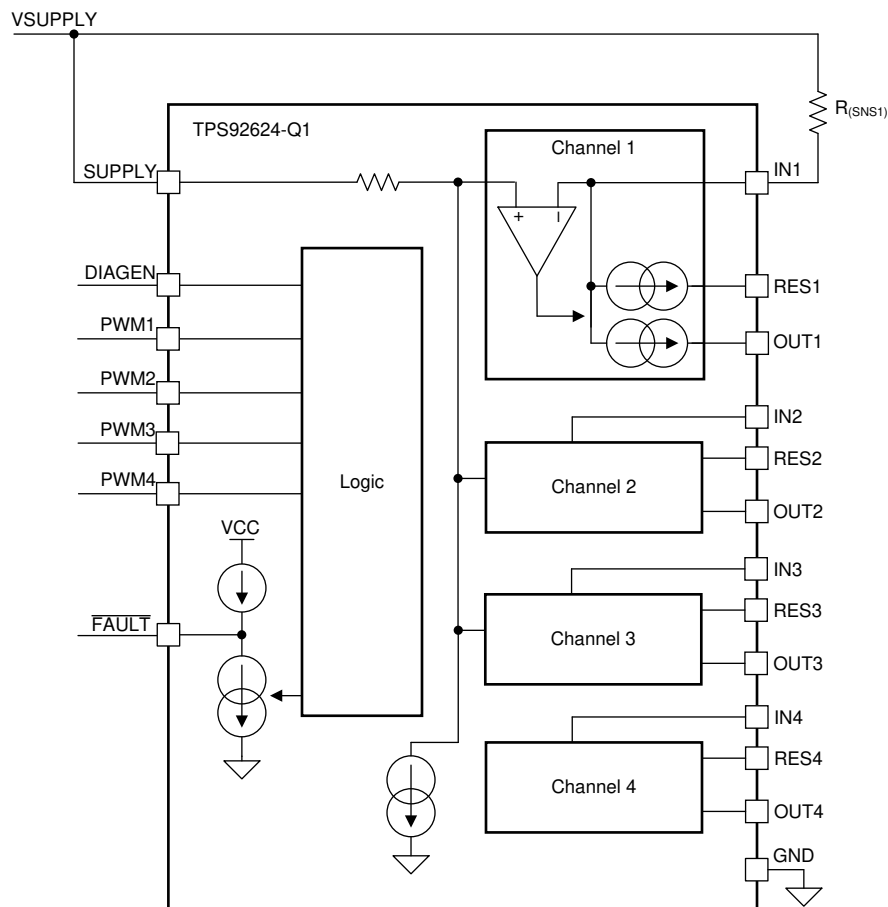 VSUPPLY
R(SNS1)
TPS92624-Q1
Channel 1
SUPPLY
IN1
+
–
DIAGEN
RES1
PWM1
OUT1
PWM2
IN2
PWM3
RES2
PWM4
Logic
Channel 2
OUT2
VCC
IN3
RES3
FAULT
Channel 3
OUT3
IN4
RES4
Channel 4
OUT4
GND